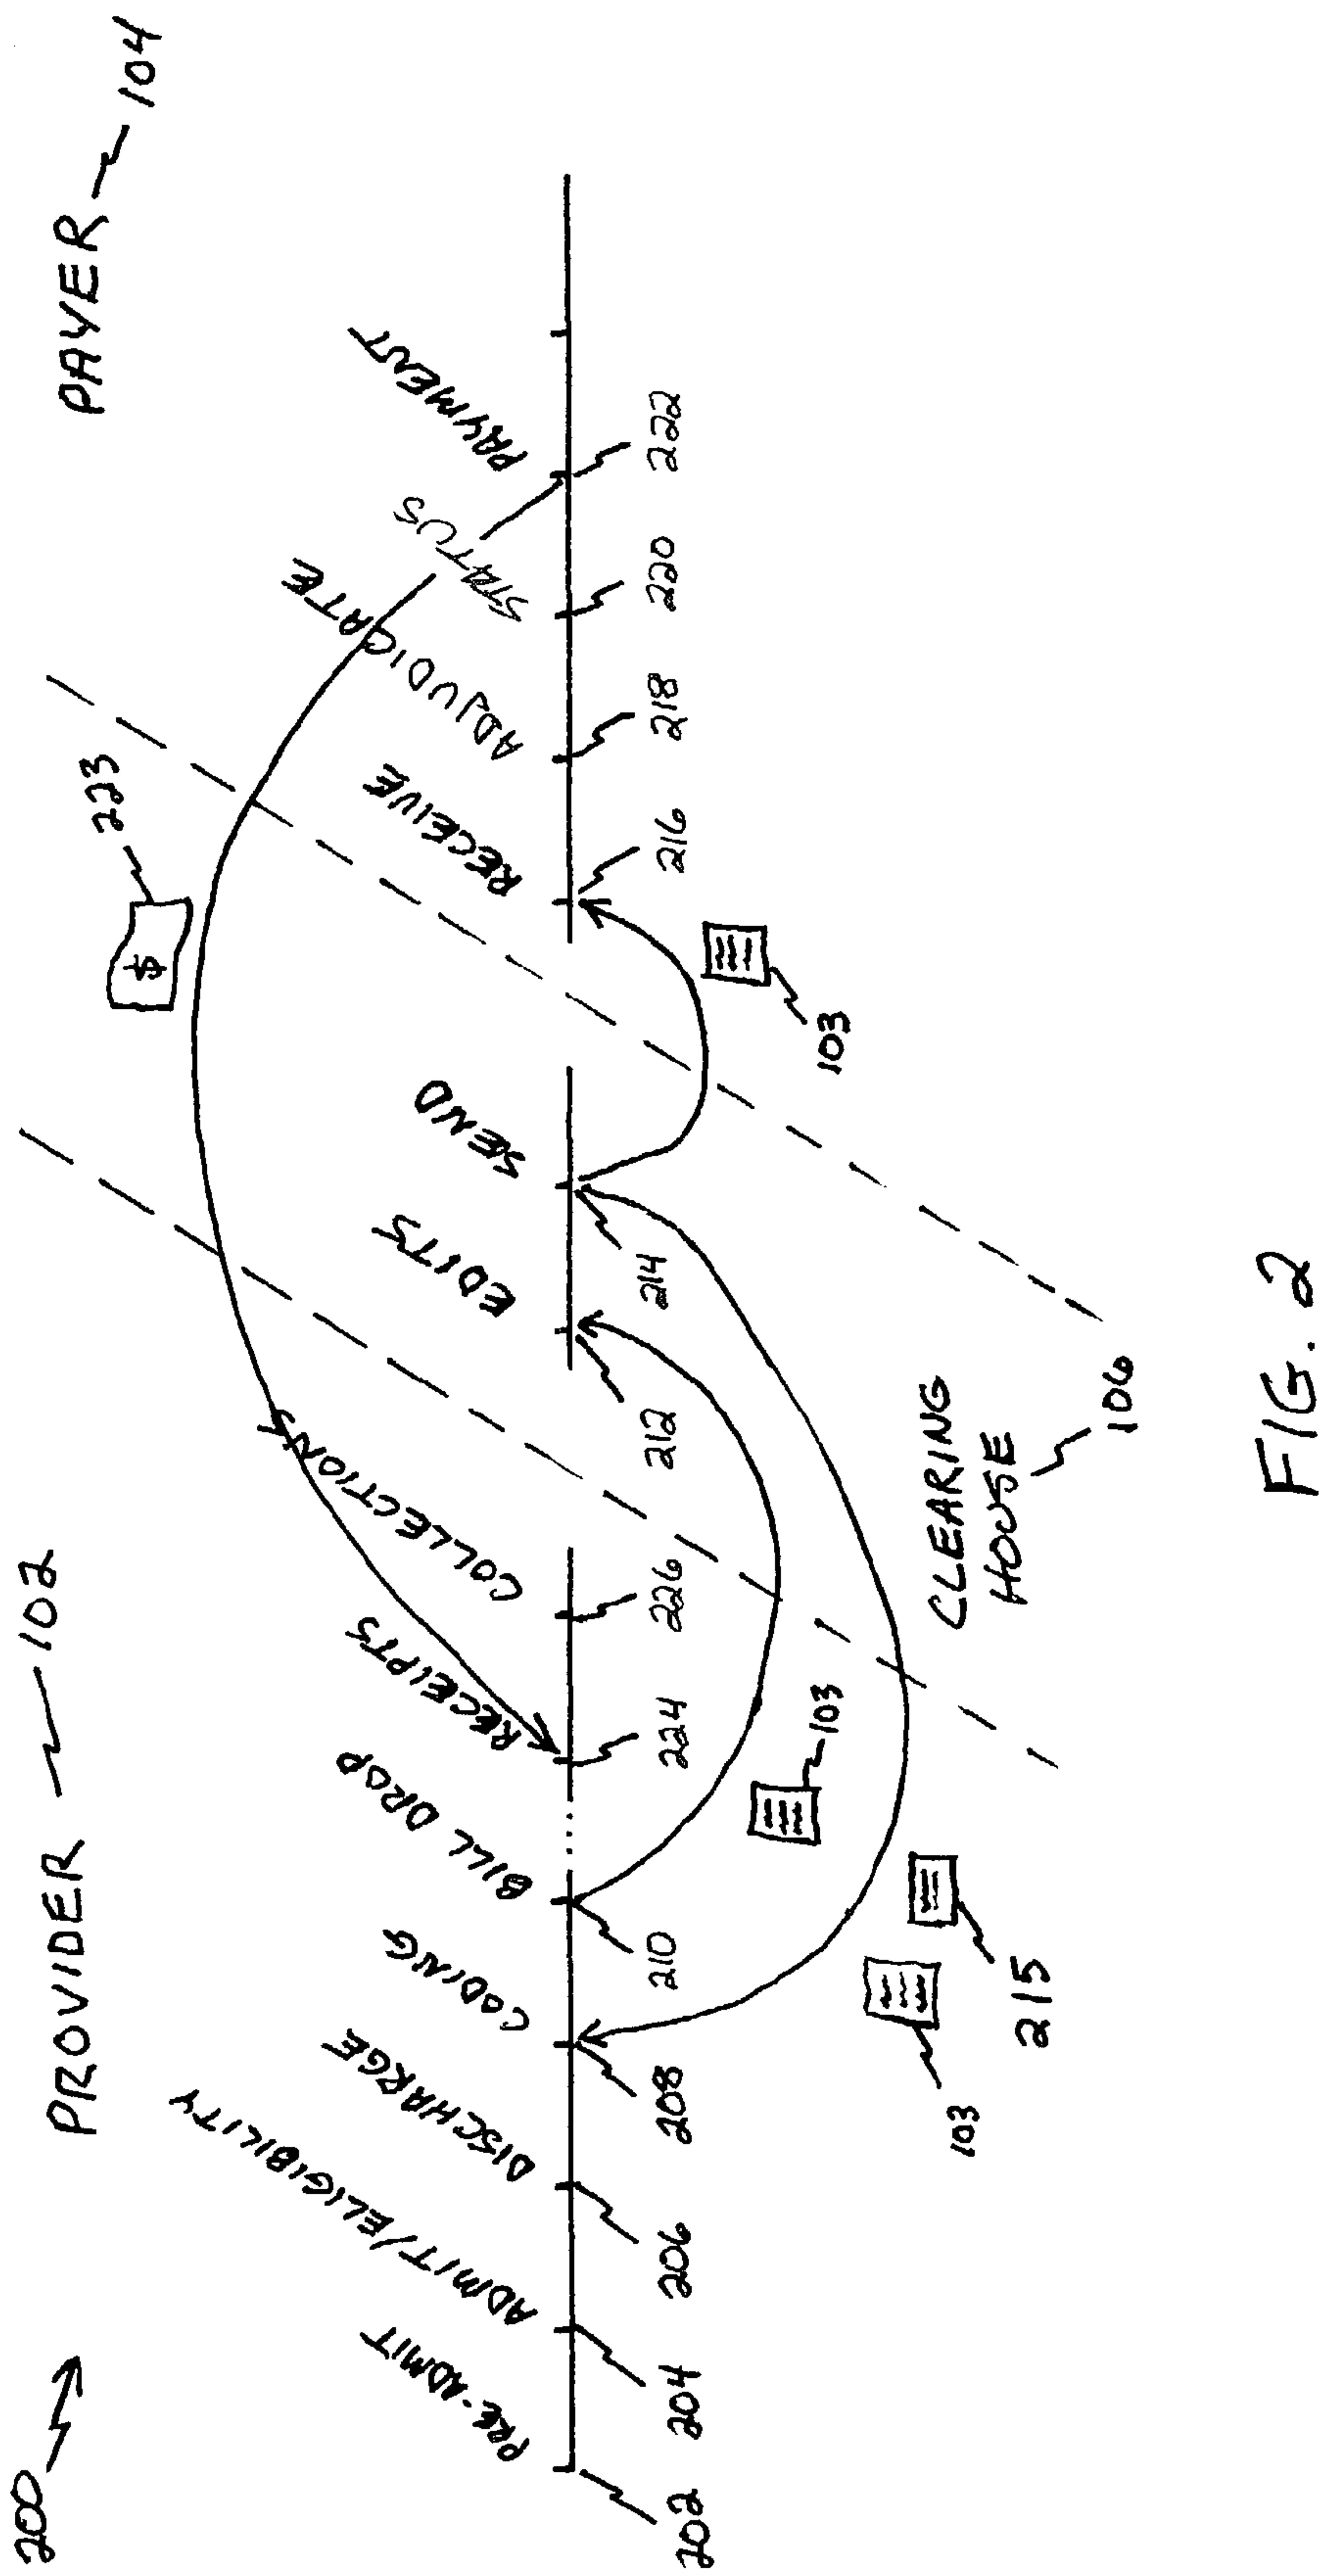 200
PROVIDER 102
PAYER 104
223
$
PRE-ADMIT
ADMIT/ELIGIBILITY
DISCHARGE
CODING
BILL DROP
RECEIPTS
COLLECTIONS
EDITS
SEND
RECEIVE
ADJUDICATE
STATUS
PAYMENT
202
204
206
208
210
224
226
212
214
216
218
220
222
103
103
103
215
CLEARING
HOUSE
106
FIG. 2